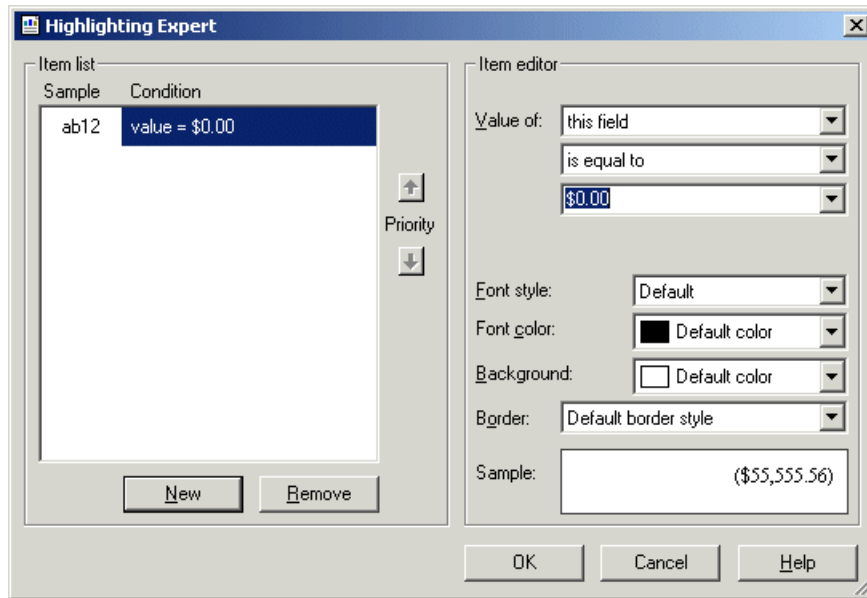 Highlighting Expert
Item list
Sample Condition
ab12 value = $0.00
Priority
New Remove
Item editor
Value of: this field
is equal to
$0.00
Font style: Default
Font color: Default color
Background: Default color
Border: Default border style
Sample: ($55,555.56)
OK Cancel Help